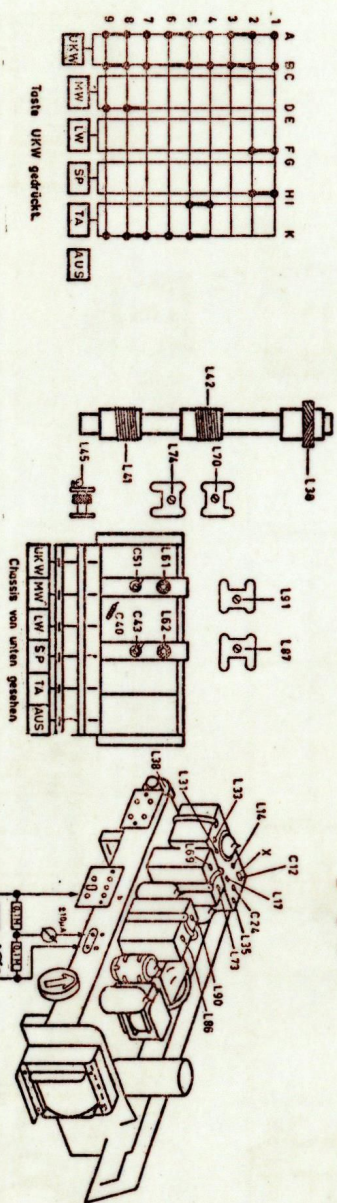 9 8 7 6 5 4 3 2 1
A
B
C
D
E
F
G
H
I
K
UKW
MW
LW
SP
TA
AUS
Taste UKW gedrückt.
L42
L41
L38
L45
L74
L70
L91
L87
C51
L61
C40
C43
L62
UKW MW LW SP TA AUS
Chassis von unten gesehen
L38
L31
L33
L14
X
C12
L17
C24
L35
L69
L73
L90
L86